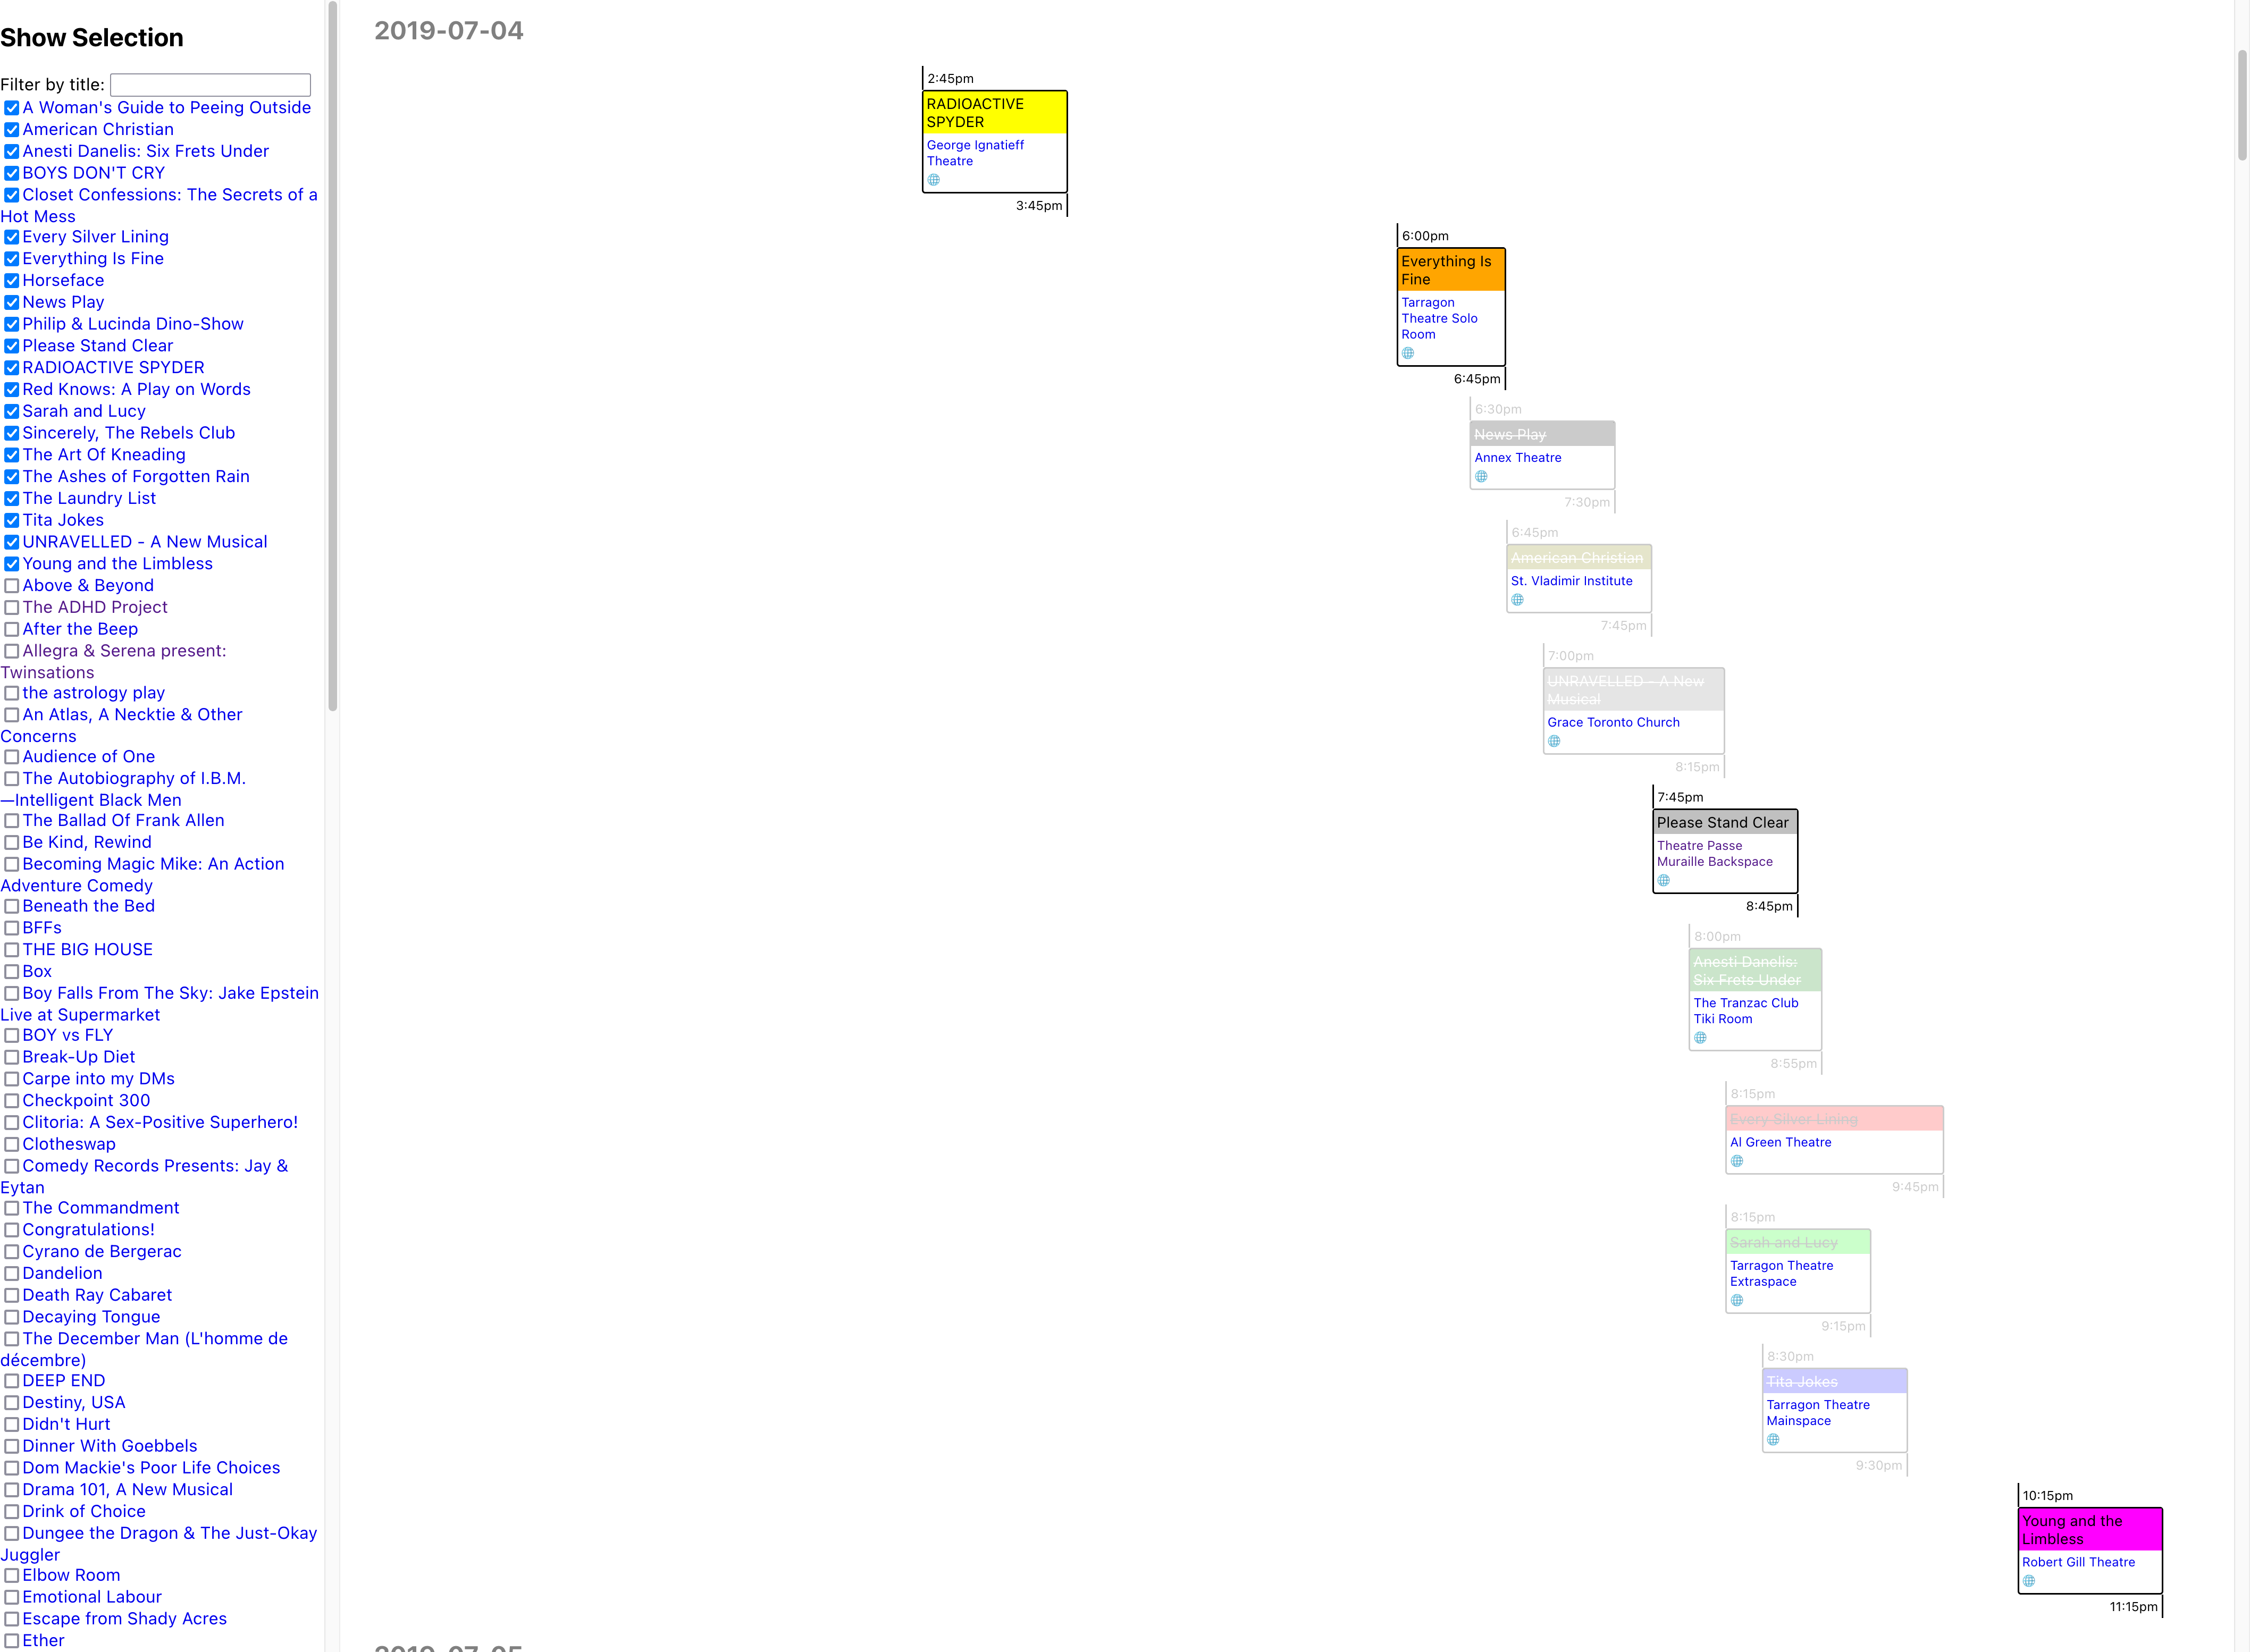 Show Selection
Filter by title:
A Woman's Guide to Peeing Outside
American Christian
Anesti Danelis: Six Frets Under
BOYS DON'T CRY
Closet Confessions: The Secrets of a
Hot Mess
Every Silver Lining
Everything Is Fine
Horseface
News Play
Philip & Lucinda Dino-Show
Please Stand Clear
RADIOACTIVE SPYDER
Red Knows: A Play on Words
Sarah and Lucy
Sincerely, The Rebels Club
The Art Of Kneading
The Ashes of Forgotten Rain
The Laundry List
Tita Jokes
UNRAVELLED - A New Musical
Young and the Limbless
Above & Beyond
The ADHD Project
After the Beep
Allegra & Serena present:
Twinsations
the astrology play
An Atlas, A Necktie & Other
Concerns
Audience of One
The Autobiography of I.B.M.
—Intelligent Black Men
The Ballad Of Frank Allen
Be Kind, Rewind
Becoming Magic Mike: An Action
Adventure Comedy
Beneath the Bed
BFFs
THE BIG HOUSE
Box
Boy Falls From The Sky: Jake Epstein
Live at Supermarket
BOY vs FLY
Break-Up Diet
Carpe into my DMs
Checkpoint 300
Clitoria: A Sex-Positive Superhero!
Clotheswap
Comedy Records Presents: Jay &
Eytan
The Commandment
Congratulations!
Cyrano de Bergerac
Dandelion
Death Ray Cabaret
Decaying Tongue
The December Man (L'homme de
décembre)
DEEP END
Destiny, USA
Didn't Hurt
Dinner With Goebbels
Dom Mackie's Poor Life Choices
Drama 101, A New Musical
Drink of Choice
Dungee the Dragon & The Just-Okay
Juggler
Elbow Room
Emotional Labour
Escape from Shady Acres
Ether
2019-07-04
2:45pm
RADIOACTIVE
SPYDER
George Ignatieff
Theatre
3:45pm
6:00pm
Everything Is
Fine
Tarragon
Theatre Solo
Room
6:45pm
6:30pm
News Play
Annex Theatre
7:30pm
6:45pm
American Christian
St. Vladimir Institute
7:45pm
7:00pm
UNRAVELLED - A New
Musical
Grace Toronto Church
8:15pm
7:45pm
Please Stand Clear
Theatre Passe
Muraille Backspace
8:45pm
8:00pm
Anesti Danelis:
Six Frets Under
The Tranzac Club
Tiki Room
8:55pm
8:15pm
Every Silver Lining
Al Green Theatre
9:45pm
8:15pm
Sarah and Lucy
Tarragon Theatre
Extraspace
9:15pm
8:30pm
Tita Jokes
Tarragon Theatre
Mainspace
9:30pm
10:15pm
Young and the
Limbless
Robert Gill Theatre
11:15pm
2019-07-05